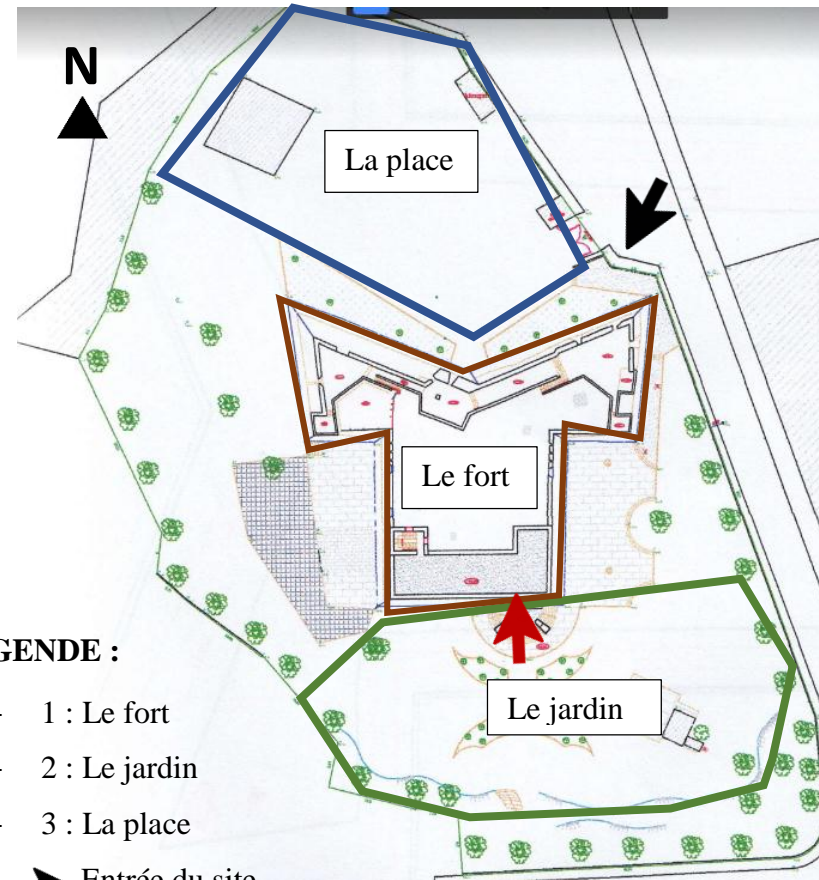 N
La place
Le fort
Le jardin
GENDE :
- 1 : Le fort
- 2 : Le jardin
- 3 : La place
Entrée du site